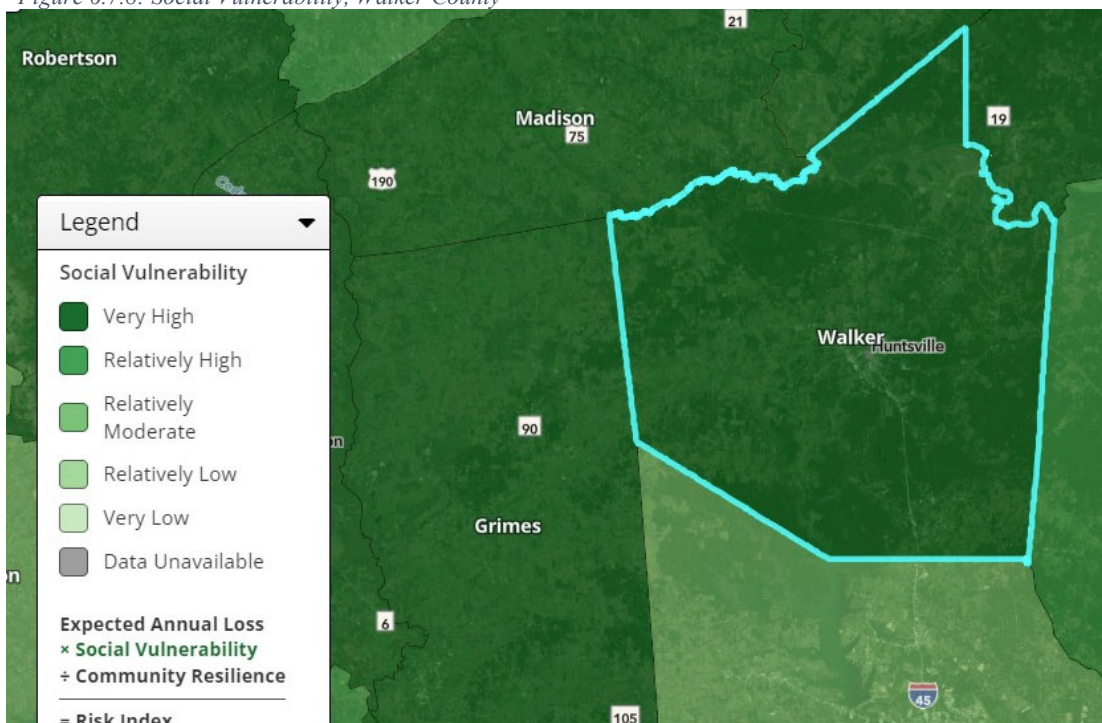 Figure 6.7.6: Social Vulnerability, Walker County
21
Robertson
Madison
75
19
190
Legend
Social Vulnerability
Very High
Relatively High
Relatively
Moderate
Relatively Low
Very Low
Data Unavailable
Expected Annual Loss
× Social Vulnerability
÷ Community Resilience
= Risk Index
Walker
Huntsville
90
Grimes
6
45
105
on
n